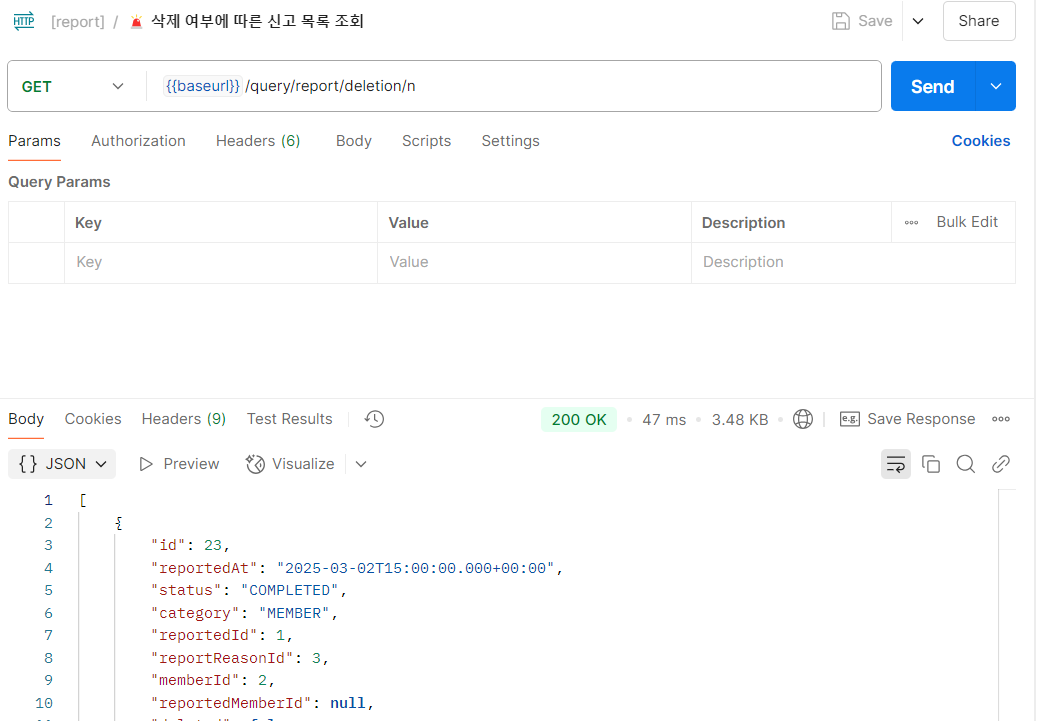 HTTP [report] / 🚨 삭제 여부에 따른 신고 목록 조회 Save Share
GET {{baseurl}} /query/report/deletion/n Send
Params Authorization Headers (6) Body Scripts Settings Cookies
Query Params
Key Value Description Bulk Edit
Key Value Description
Body Cookies Headers (9) Test Results 200 OK 47 ms 3.48 KB e.g. Save Response
{} JSON Preview Visualize
1 [
2 {
3 "id": 23,
4 "reportedAt": "2025-03-02T15:00:00.000+00:00",
5 "status": "COMPLETED",
6 "category": "MEMBER",
7 "reportedId": 1,
8 "reportReasonId": 3,
9 "memberId": 2,
10 "reportedMemberId": null,